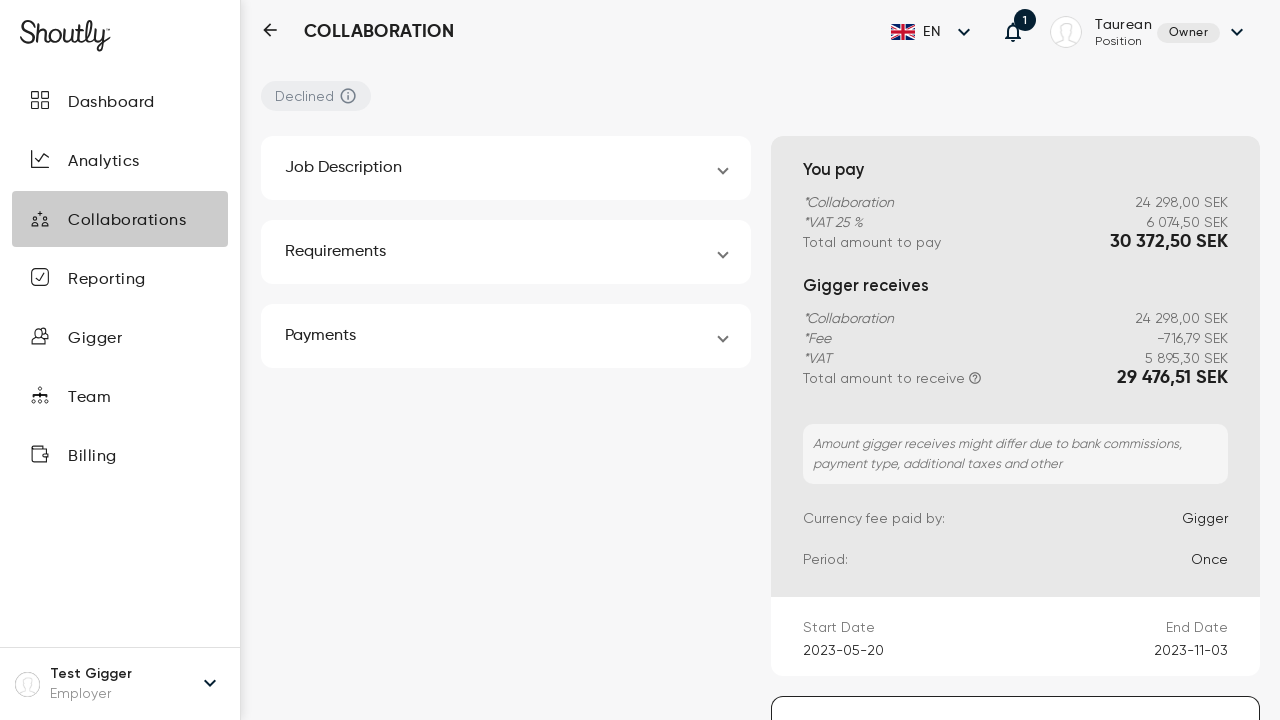 Shoutly
Dashboard
Analytics
Collaborations
Reporting
Gigger
Team
Billing
Test Gigger
Employer
COLLABORATION
EN
1
Taurean
Position
Owner
Declined
Job Description
Requirements
Payments
You pay
*Collaboration 24 298,00 SEK
*VAT 25 % 6 074,50 SEK
Total amount to pay 30 372,50 SEK
Gigger receives
*Collaboration 24 298,00 SEK
*Fee -716,79 SEK
*VAT 5 895,30 SEK
Total amount to receive 29 476,51 SEK
Amount gigger receives might differ due to bank commissions,
payment type, additional taxes and other
Currency fee paid by: Gigger
Period: Once
Start Date End Date
2023-05-20 2023-11-03